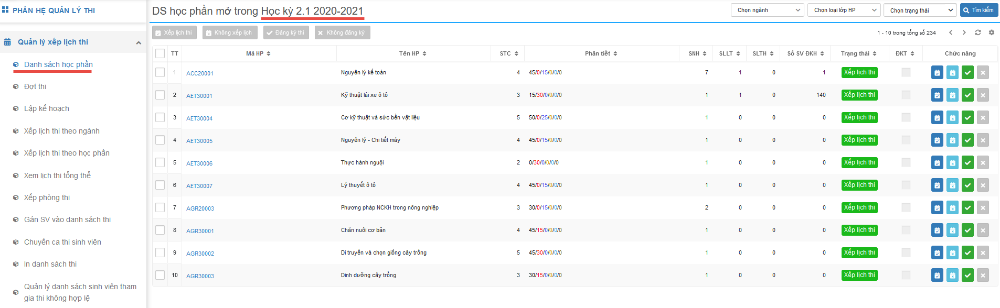 PHÂN HỆ QUẢN LÝ THI
Quản lý xếp lịch thi
Danh sách học phần
Đợt thi
Lập kế hoạch
Xếp lịch thi theo ngành
Xếp lịch thi theo học phần
Xem lịch thi tổng thể
Xếp phòng thi
Gán SV vào danh sách thi
Chuyển ca thi sinh viên
In danh sách thi
Quản lý danh sách sinh viên tham
gia thi không hợp lệ
DS học phần mở trong Học kỳ 2.1 2020-2021
Chọn ngành Chọn loại lớp HP Chọn trạng thái Tìm kiếm
Xếp lịch thi Không xếp lịch Đăng ký thi Không đăng ký
1 - 10 trong tổng số 234
TT Mã HP Tên HP STC Phân tiết SNH SLLT SLTH Số SV ĐKH Trạng thái ĐKT Chức năng
1 ACC20001 Nguyên lý kế toán 4 45/0/15/0/0/0 7 1 0 1 Xếp lịch thi
2 AET30001 Kỹ thuật lái xe ô tô 3 15/30/0/0/0/0 1 1 0 140 Xếp lịch thi
3 AET30004 Cơ kỹ thuật và sức bền vật liệu 5 50/0/25/0/0/0 1 0 0 0 Xếp lịch thi
4 AET30005 Nguyên lý - Chi tiết máy 4 45/0/15/0/0/0 1 0 0 0 Xếp lịch thi
5 AET30006 Thực hành nguội 2 0/30/0/0/0/0 1 0 0 0 Xếp lịch thi
6 AET30007 Lý thuyết ô tô 4 45/0/15/0/0/0 1 0 0 0 Xếp lịch thi
7 AGR20003 Phương pháp NCKH trong nông nghiệp 3 30/0/15/0/0/0 2 0 0 0 Xếp lịch thi
8 AGR30001 Chăn nuôi cơ bản 4 45/15/0/0/0/0 1 0 0 0 Xếp lịch thi
9 AGR30002 Di truyền và chọn giống cây trồng 5 45/30/0/0/0/0 1 0 0 0 Xếp lịch thi
10 AGR30003 Dinh dưỡng cây trồng 3 30/15/0/0/0/0 1 0 0 0 Xếp lịch thi